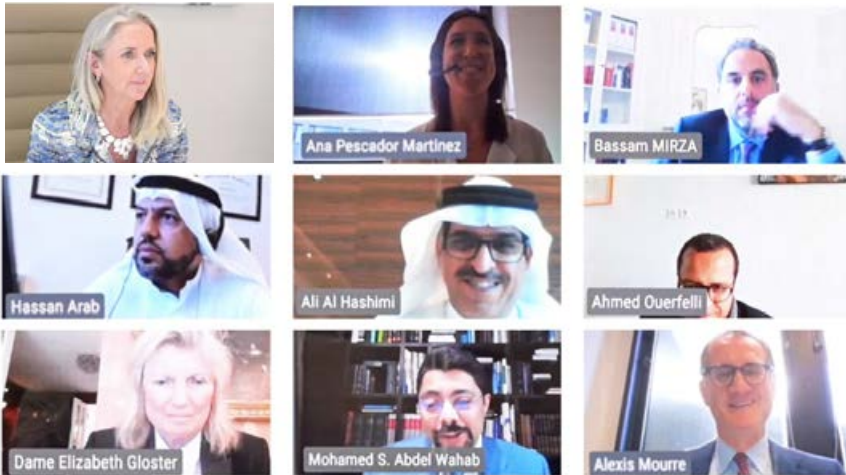 Ana Pescador Martinez
Bassam MIRZA
Hassan Arab
Ali Al Hashimi
Ahmed Ouerfelli
Dame Elizabeth Gloster
Mohamed S. Abdel Wahab
Alexis Mourre